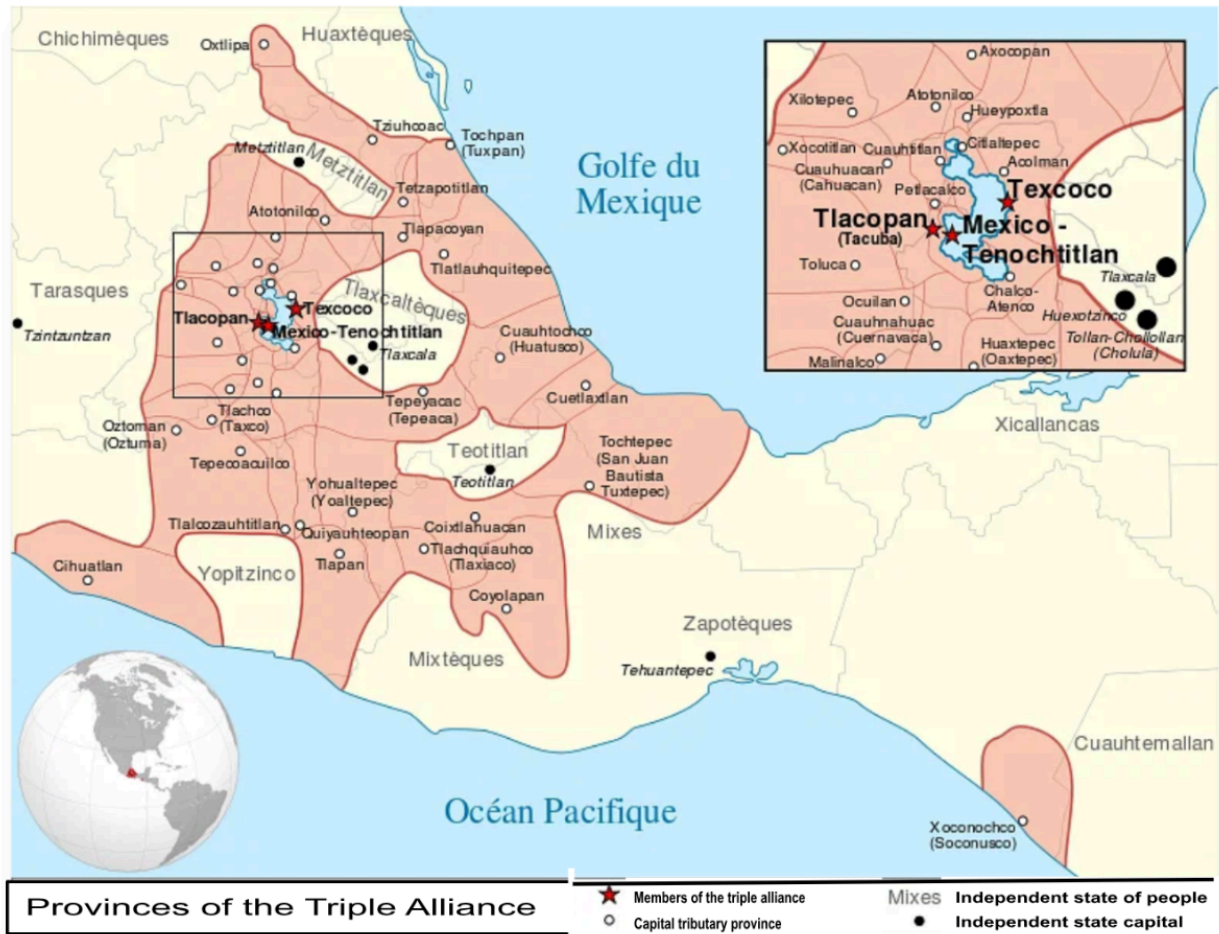 Chichimèques
Huaxtèques
Oxtlipa
Tziuhcoac
Tochpan
(Tuxpan)
Metztitlan
Metztitlan
Tetzapotitlan
Atotonilco
Tlapacoyan
Tlatlauhquitepec
Golfe du
Mexique
Tarasques
Tzintzuntzan
Tlaxcaltèques
Texcoco
Tlacopan
Mexico-Tenochtitlan
Tlaxcala
Cuauhtochco
(Huatusco)
Cuetlaxtlan
Tepeyacac
(Tepeaca)
Tlachco
(Taxco)
Oztoman
(Oztuma)
Tepecoacuilco
Teotitlan
Teotitlan
Tochtepec
(San Juan
Bautista
Tuxtepec)
Yohualtepec
(Yoaltepec)
Tlalcozauhtitlan
Quiyauhteopan
Coixtlahuacan
Tlachquiauhco
(Tlaxiaco)
Tlapan
Mixes
Cihuatlan
Yopitzinco
Coyolapan
Mixtèques
Zapotèques
Tehuantepec
Xicallancas
Cuauhtemallan
Xoconochco
(Soconusco)
Océan Pacifique
Axocopan
Xilotepec
Atotonilco
Hueypoxtla
Xocotitlan
Cuauhtitlan
Citlaltepec
Cuauhuacan
(Cahuacan)
Acolman
Petlacalco
Texcoco
Tlacopan
(Tacuba)
Mexico -
Tenochtitlan
Toluca
Chalco-
Atenco
Tlaxcala
Huexotzinco
Tollan-Chollollan
(Cholula)
Ocuilan
Cuauhnahuac
(Cuernavaca)
Huaxtepec
(Oaxtepec)
Malinalco
Provinces of the Triple Alliance
Members of the triple alliance
Capital tributary province
Mixes Independent state of people
Independent state capital